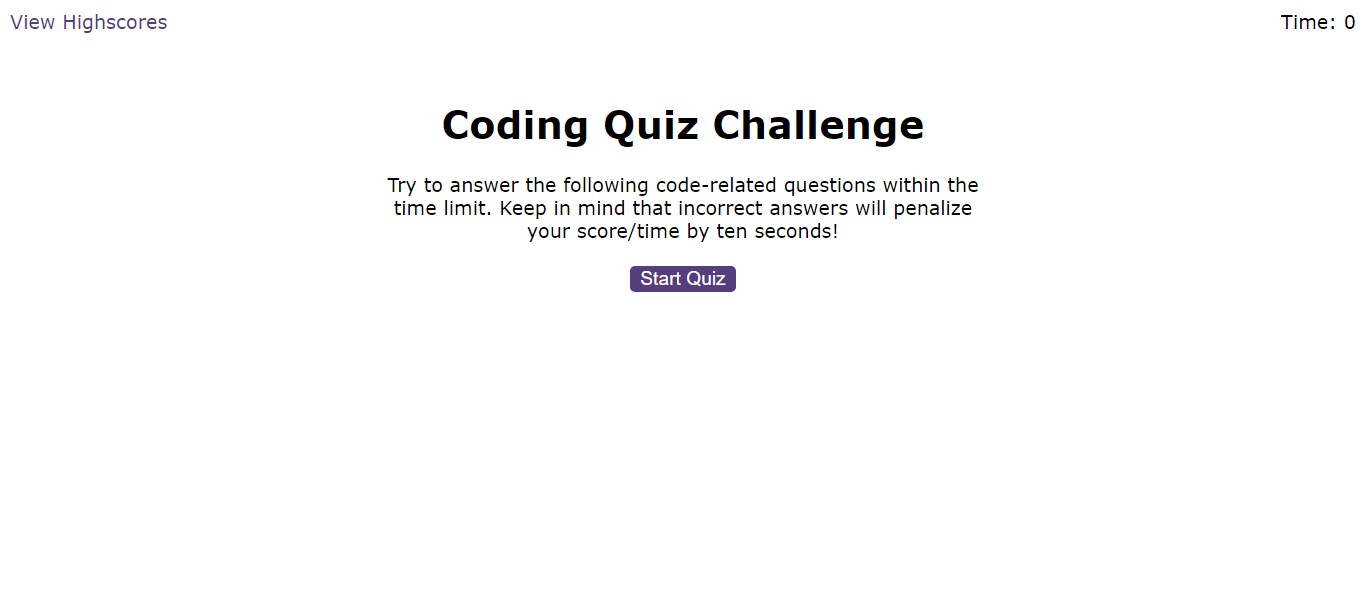 View Highscores
Time: 0
Coding Quiz Challenge
Try to answer the following code-related questions within the
time limit. Keep in mind that incorrect answers will penalize
your score/time by ten seconds!
Start Quiz